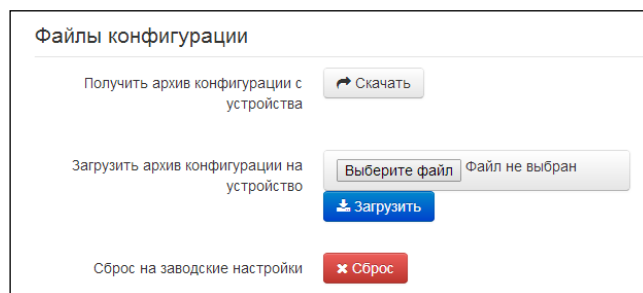 Файлы конфигурации
Получить архив конфигурации с
устройства
Скачать
Загрузить архив конфигурации на
устройство
Выберите файл Файл не выбран
Загрузить
Сброс на заводские настройки
Сброс